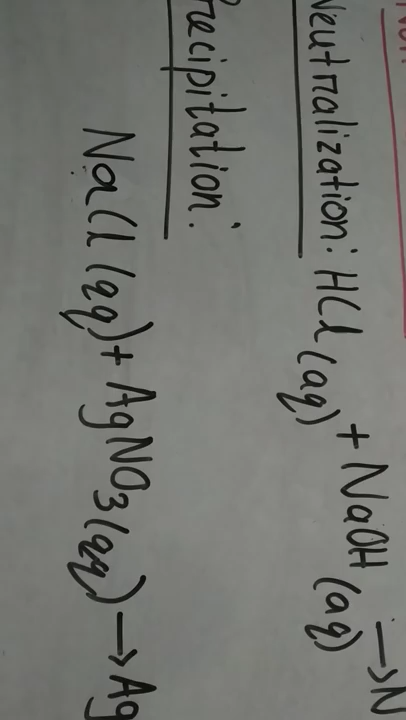 Neutralization: HCl (aq) + NaOH (aq) → N
Precipitation:
NaCl (aq) + AgNO3 (aq) → Ag